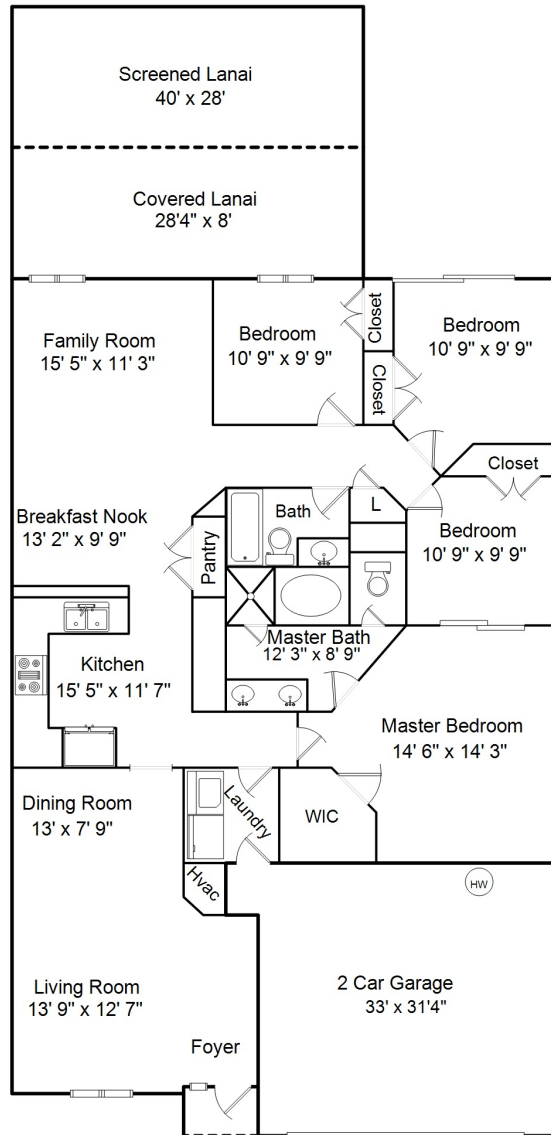 Screened Lanai
40' x 28'
Covered Lanai
28'4" x 8'
Family Room
15' 5" x 11' 3"
Bedroom
10' 9" x 9' 9"
Closet
Closet
Bedroom
10' 9" x 9' 9"
Closet
Bedroom
10' 9" x 9' 9"
Breakfast Nook
13' 2" x 9' 9"
Pantry
Bath
L
Kitchen
15' 5" x 11' 7"
Master Bath
12' 3" x 8' 9"
Master Bedroom
14' 6" x 14' 3"
Dining Room
13' x 7' 9"
Laundry
WIC
Hvac
HW
Living Room
13' 9" x 12' 7"
2 Car Garage
33' x 31'4"
Foyer